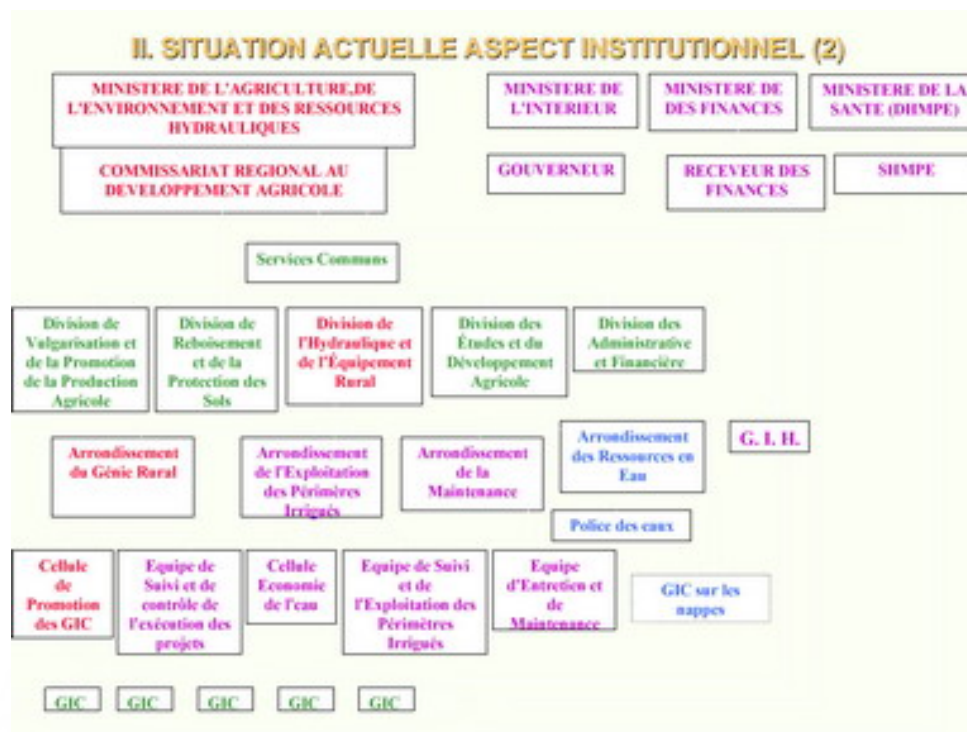 II. SITUATION ACTUELLE ASPECT INSTITUTIONNEL (2)
MINISTERE DE L'AGRICULTURE,DE
L'ENVIRONNEMENT ET DES RESSOURCES
HYDRAULIQUES
MINISTERE DE
L'INTERIEUR
MINISTERE DE
DES FINANCES
MINISTERE DE LA
SANTE (DHMPE)
COMMISSARIAT REGIONAL AU
DEVELOPPEMENT AGRICOLE
GOUVERNEUR
RECEVEUR DES
FINANCES
SHMPE
Services Communs
Division de
Vulgarisation et
de la Promotion
de la Production
Agricole
Division de
Reboisement
et de la
Protection des
Sols
Division de
l'Hydraulique et
de l'Équipement
Rural
Division des
Études et du
Développement
Agricole
Division des
Administrative
et Financière
Arrondissement
du Génie Rural
Arrondissement
de l'Exploitation
des Périmères
Irrigués
Arrondissement
de la
Maintenance
Arrondissement
des Ressources en
Eau
G. I. H.
Police des eaux
Cellule
de
Promotion
des GIC
Equipe de
Suivi et de
contrôle de
l'exécution des
projets
Cellule
Economie
de l'eau
Equipe de Suivi
et de
l'Exploitation des
Périmètres
Irrigués
Equipe
d'Entretien et
de
Maintenance
GIC sur les
nappes
GIC
GIC
GIC
GIC
GIC